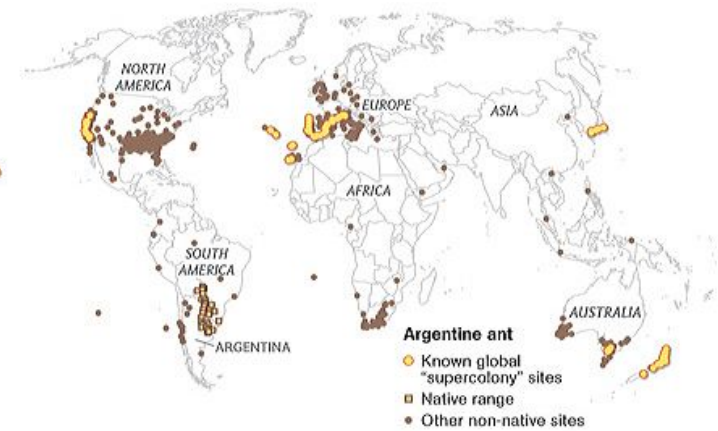 NORTH
AMERICA
EUROPE
ASIA
AFRICA
SOUTH
AMERICA
AUSTRALIA
ARGENTINA
Argentine ant
Known global
"supercolony" sites
Native range
Other non-native sites